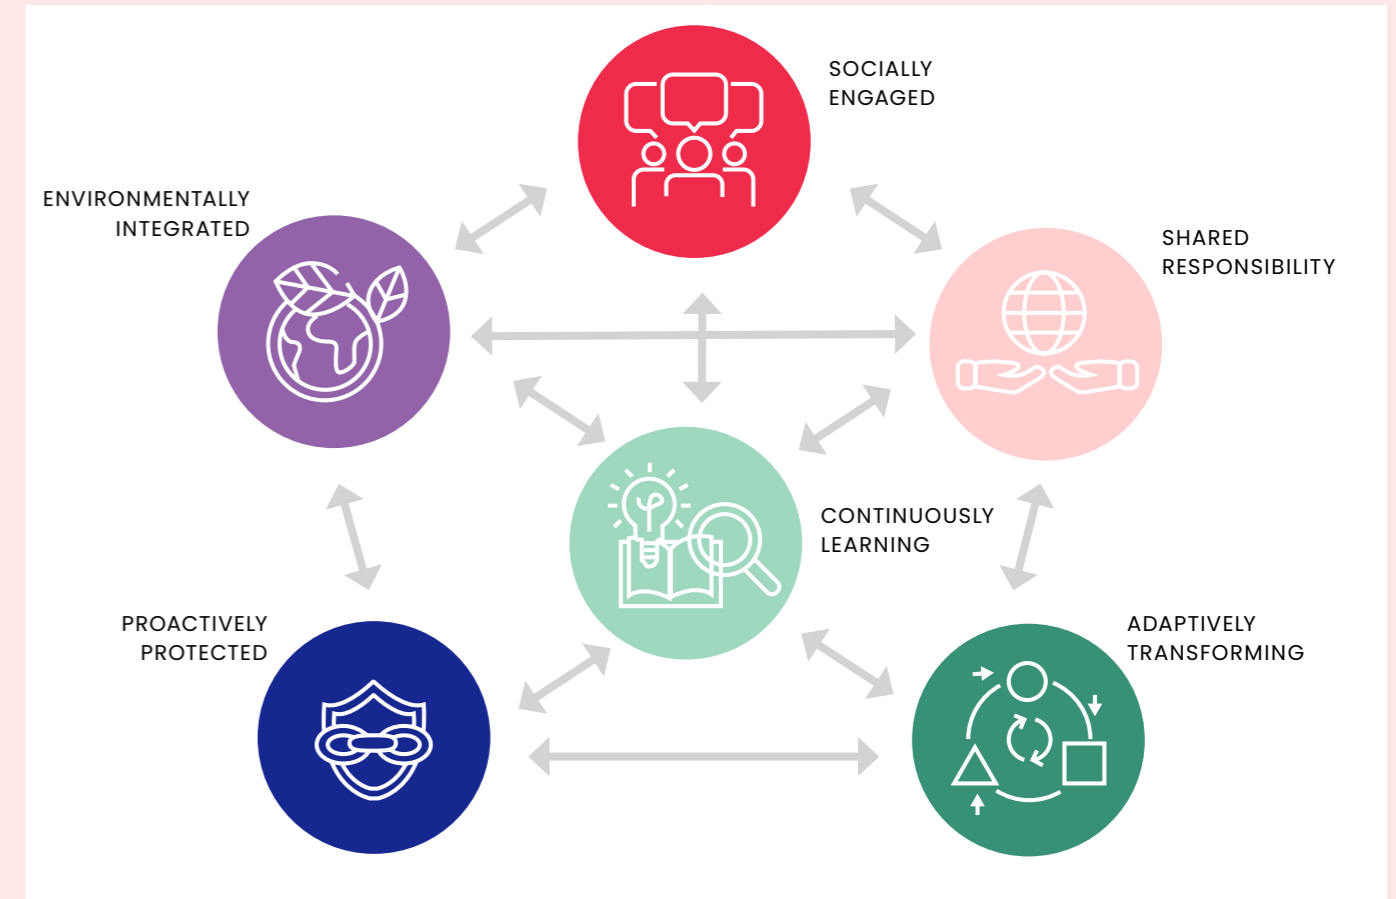 SOCIALLY
ENGAGED
ENVIRONMENTALLY
INTEGRATED
SHARED
RESPONSIBILITY
CONTINUOUSLY
LEARNING
PROACTIVELY
PROTECTED
ADAPTIVELY
TRANSFORMING